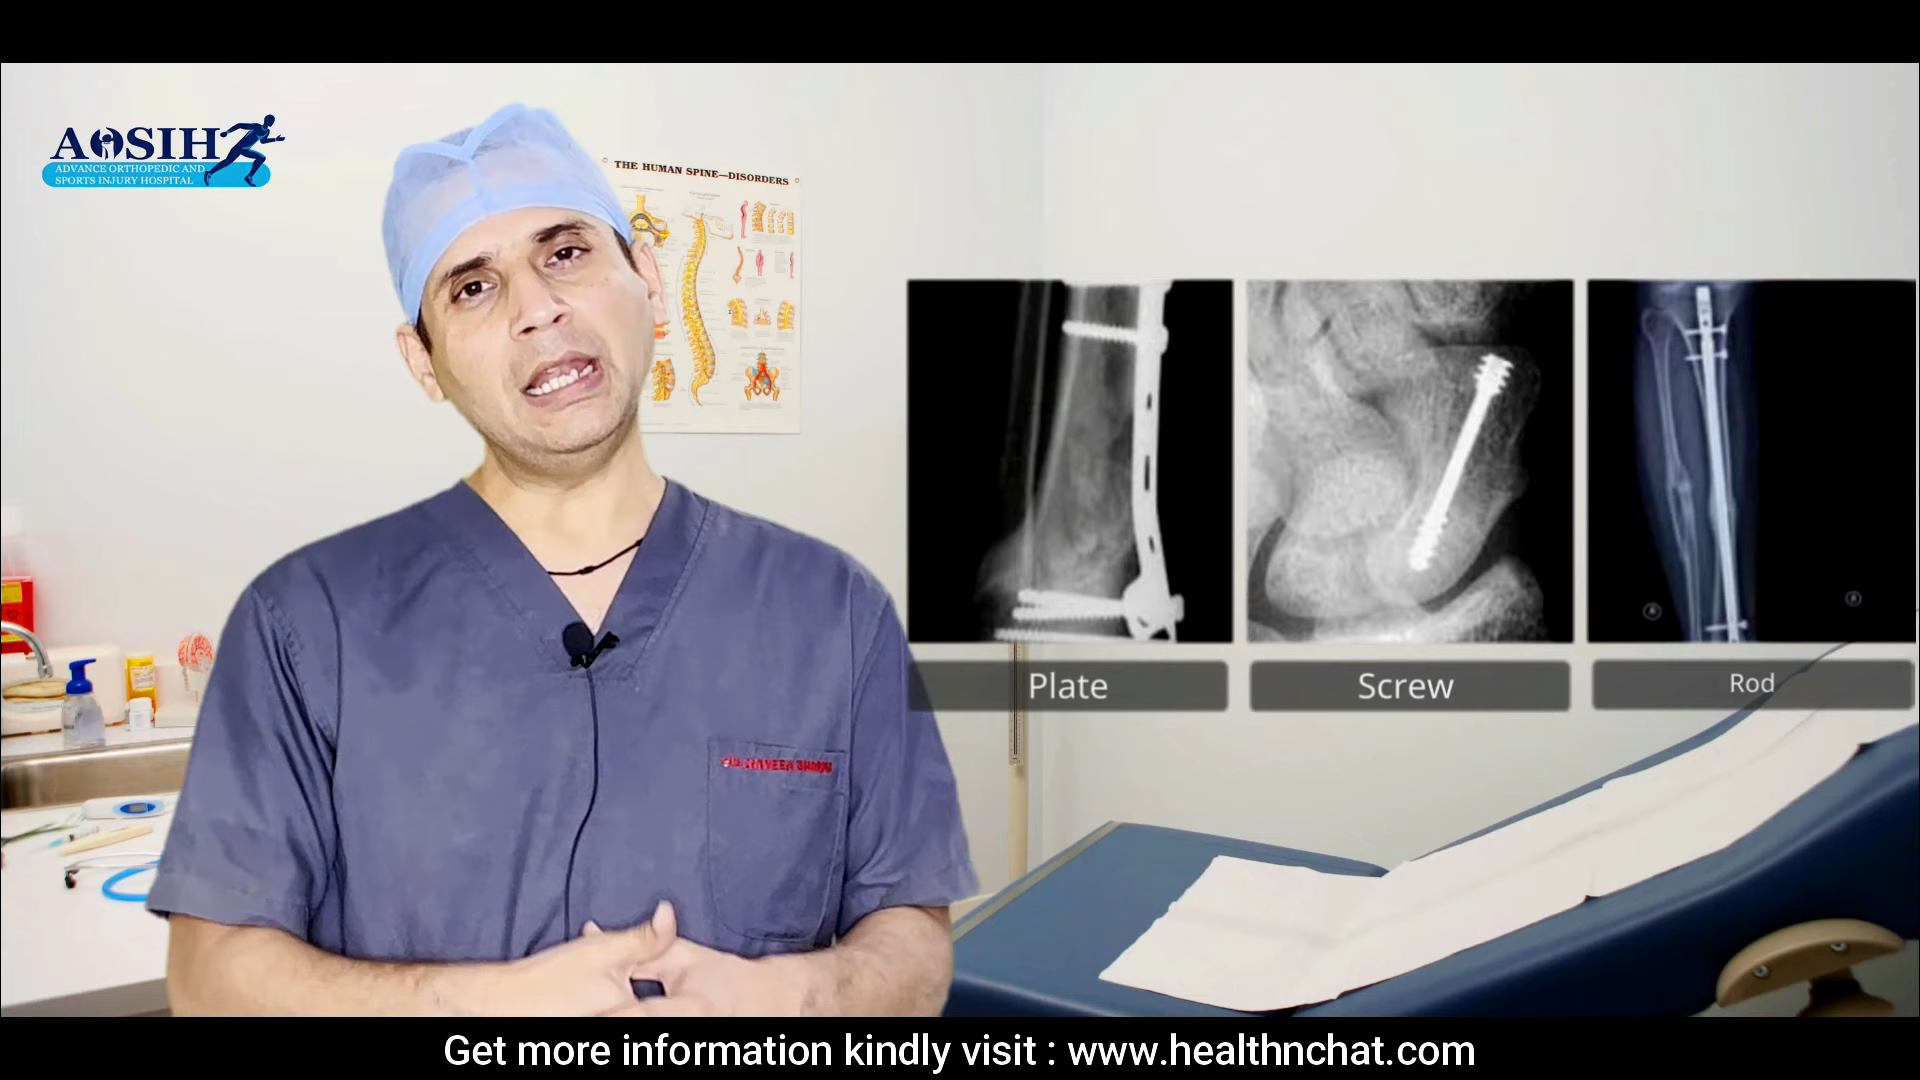 AOSIH
ADVANCE ORTHOPEDIC AND
SPORTS INJURY HOSPITAL
THE HUMAN SPINE—DISORDERS
Plate
Screw
Rod
Get more information kindly visit : www.healthnchat.com